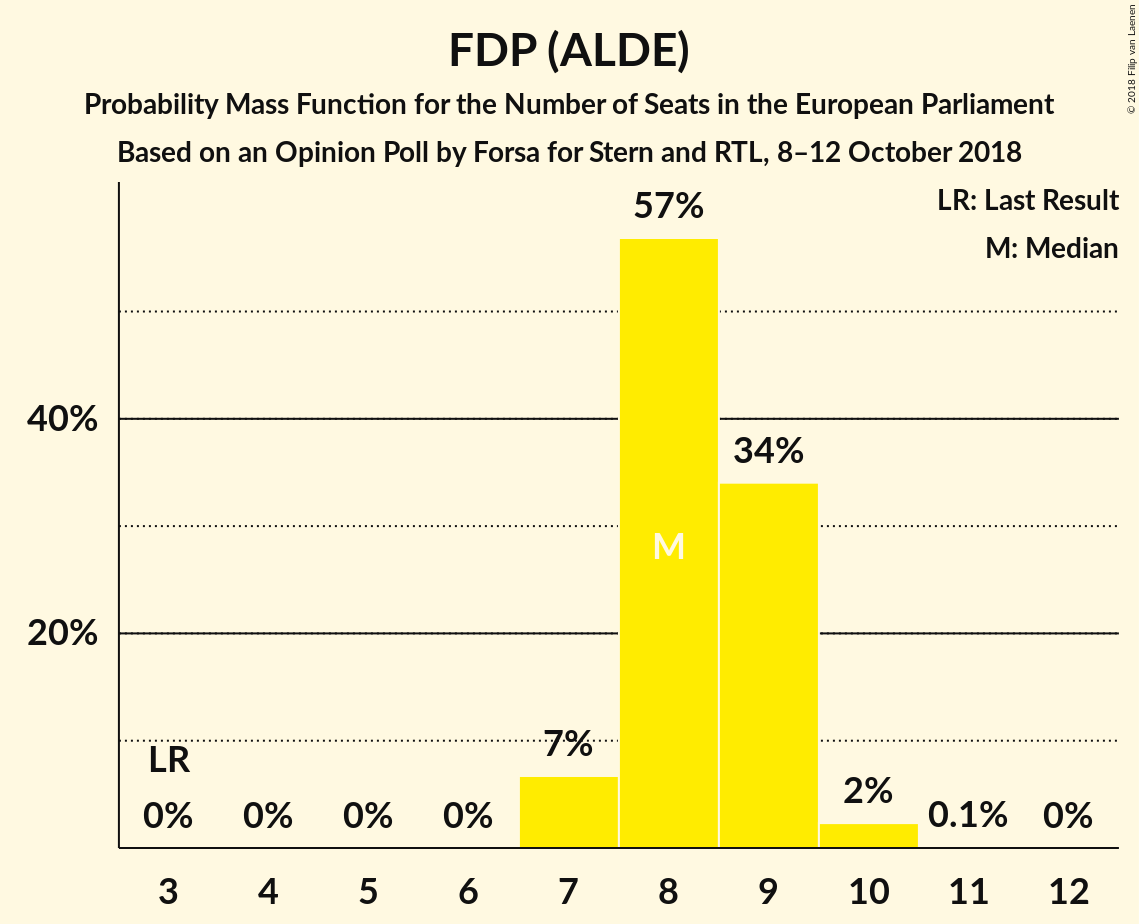 FDP (ALDE)
Probability Mass Function for the Number of Seats in the European Parliament
Based on an Opinion Poll by Forsa for Stern and RTL, 8–12 October 2018
© 2018 Filip van Laenen
LR: Last Result
M: Median
57%
40%
34%
M
20%
7%
LR
2%
0% 0% 0% 0% 0.1% 0%
3 4 5 6 7 8 9 10 11 12